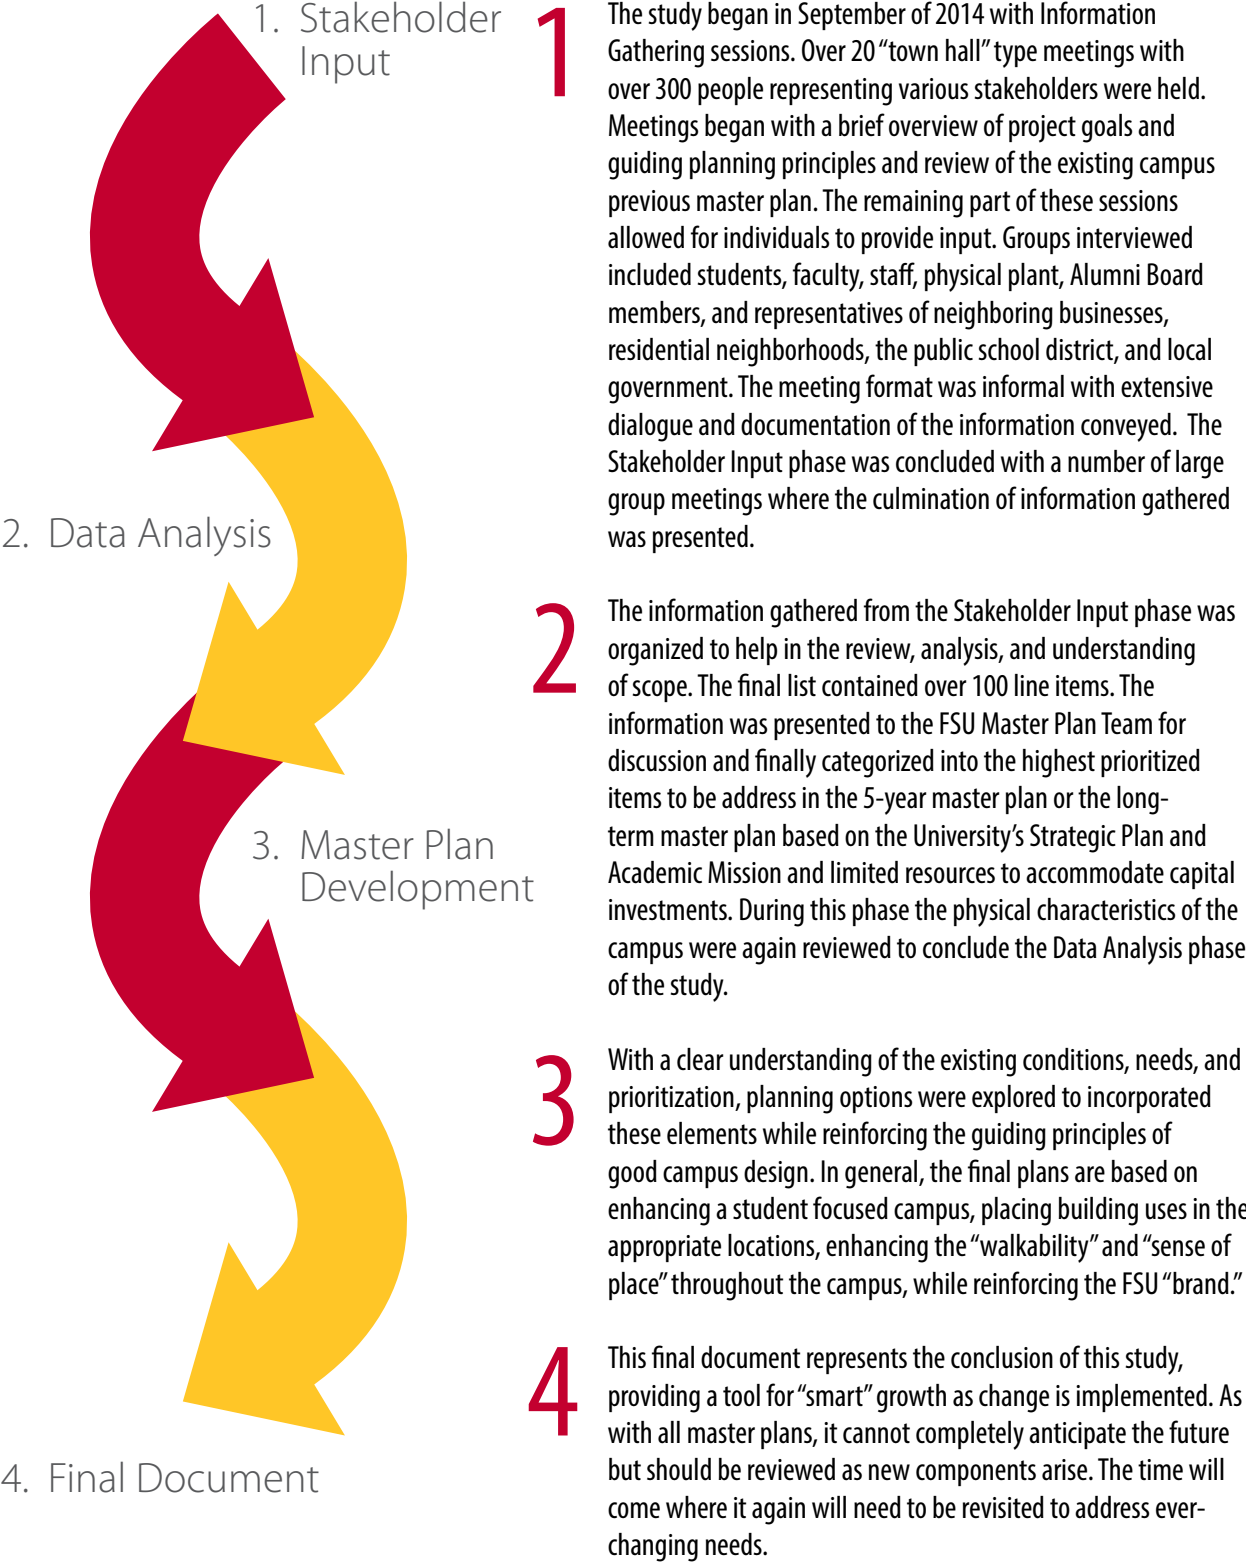 1. Stakeholder
Input
2. Data Analysis
3. Master Plan
Development
4. Final Document
1
The study began in September of 2014 with Information
Gathering sessions. Over 20 “town hall” type meetings with
over 300 people representing various stakeholders were held.
Meetings began with a brief overview of project goals and
guiding planning principles and review of the existing campus
previous master plan. The remaining part of these sessions
allowed for individuals to provide input. Groups interviewed
included students, faculty, staff, physical plant, Alumni Board
members, and representatives of neighboring businesses,
residential neighborhoods, the public school district, and local
government. The meeting format was informal with extensive
dialogue and documentation of the information conveyed.  The
Stakeholder Input phase was concluded with a number of large
group meetings where the culmination of information gathered
was presented.
2
The information gathered from the Stakeholder Input phase was
organized to help in the review, analysis, and understanding
of scope. The final list contained over 100 line items. The
information was presented to the FSU Master Plan Team for
discussion and finally categorized into the highest prioritized
items to be address in the 5-year master plan or the long-
term master plan based on the University’s Strategic Plan and
Academic Mission and limited resources to accommodate capital
investments. During this phase the physical characteristics of the
campus were again reviewed to conclude the Data Analysis phase
of the study.
3
With a clear understanding of the existing conditions, needs, and
prioritization, planning options were explored to incorporated
these elements while reinforcing the guiding principles of
good campus design. In general, the final plans are based on
enhancing a student focused campus, placing building uses in the
appropriate locations, enhancing the “walkability” and “sense of
place” throughout the campus, while reinforcing the FSU “brand.”
4
This final document represents the conclusion of this study,
providing a tool for “smart” growth as change is implemented. As
with all master plans, it cannot completely anticipate the future
but should be reviewed as new components arise. The time will
come where it again will need to be revisited to address ever-
changing needs.